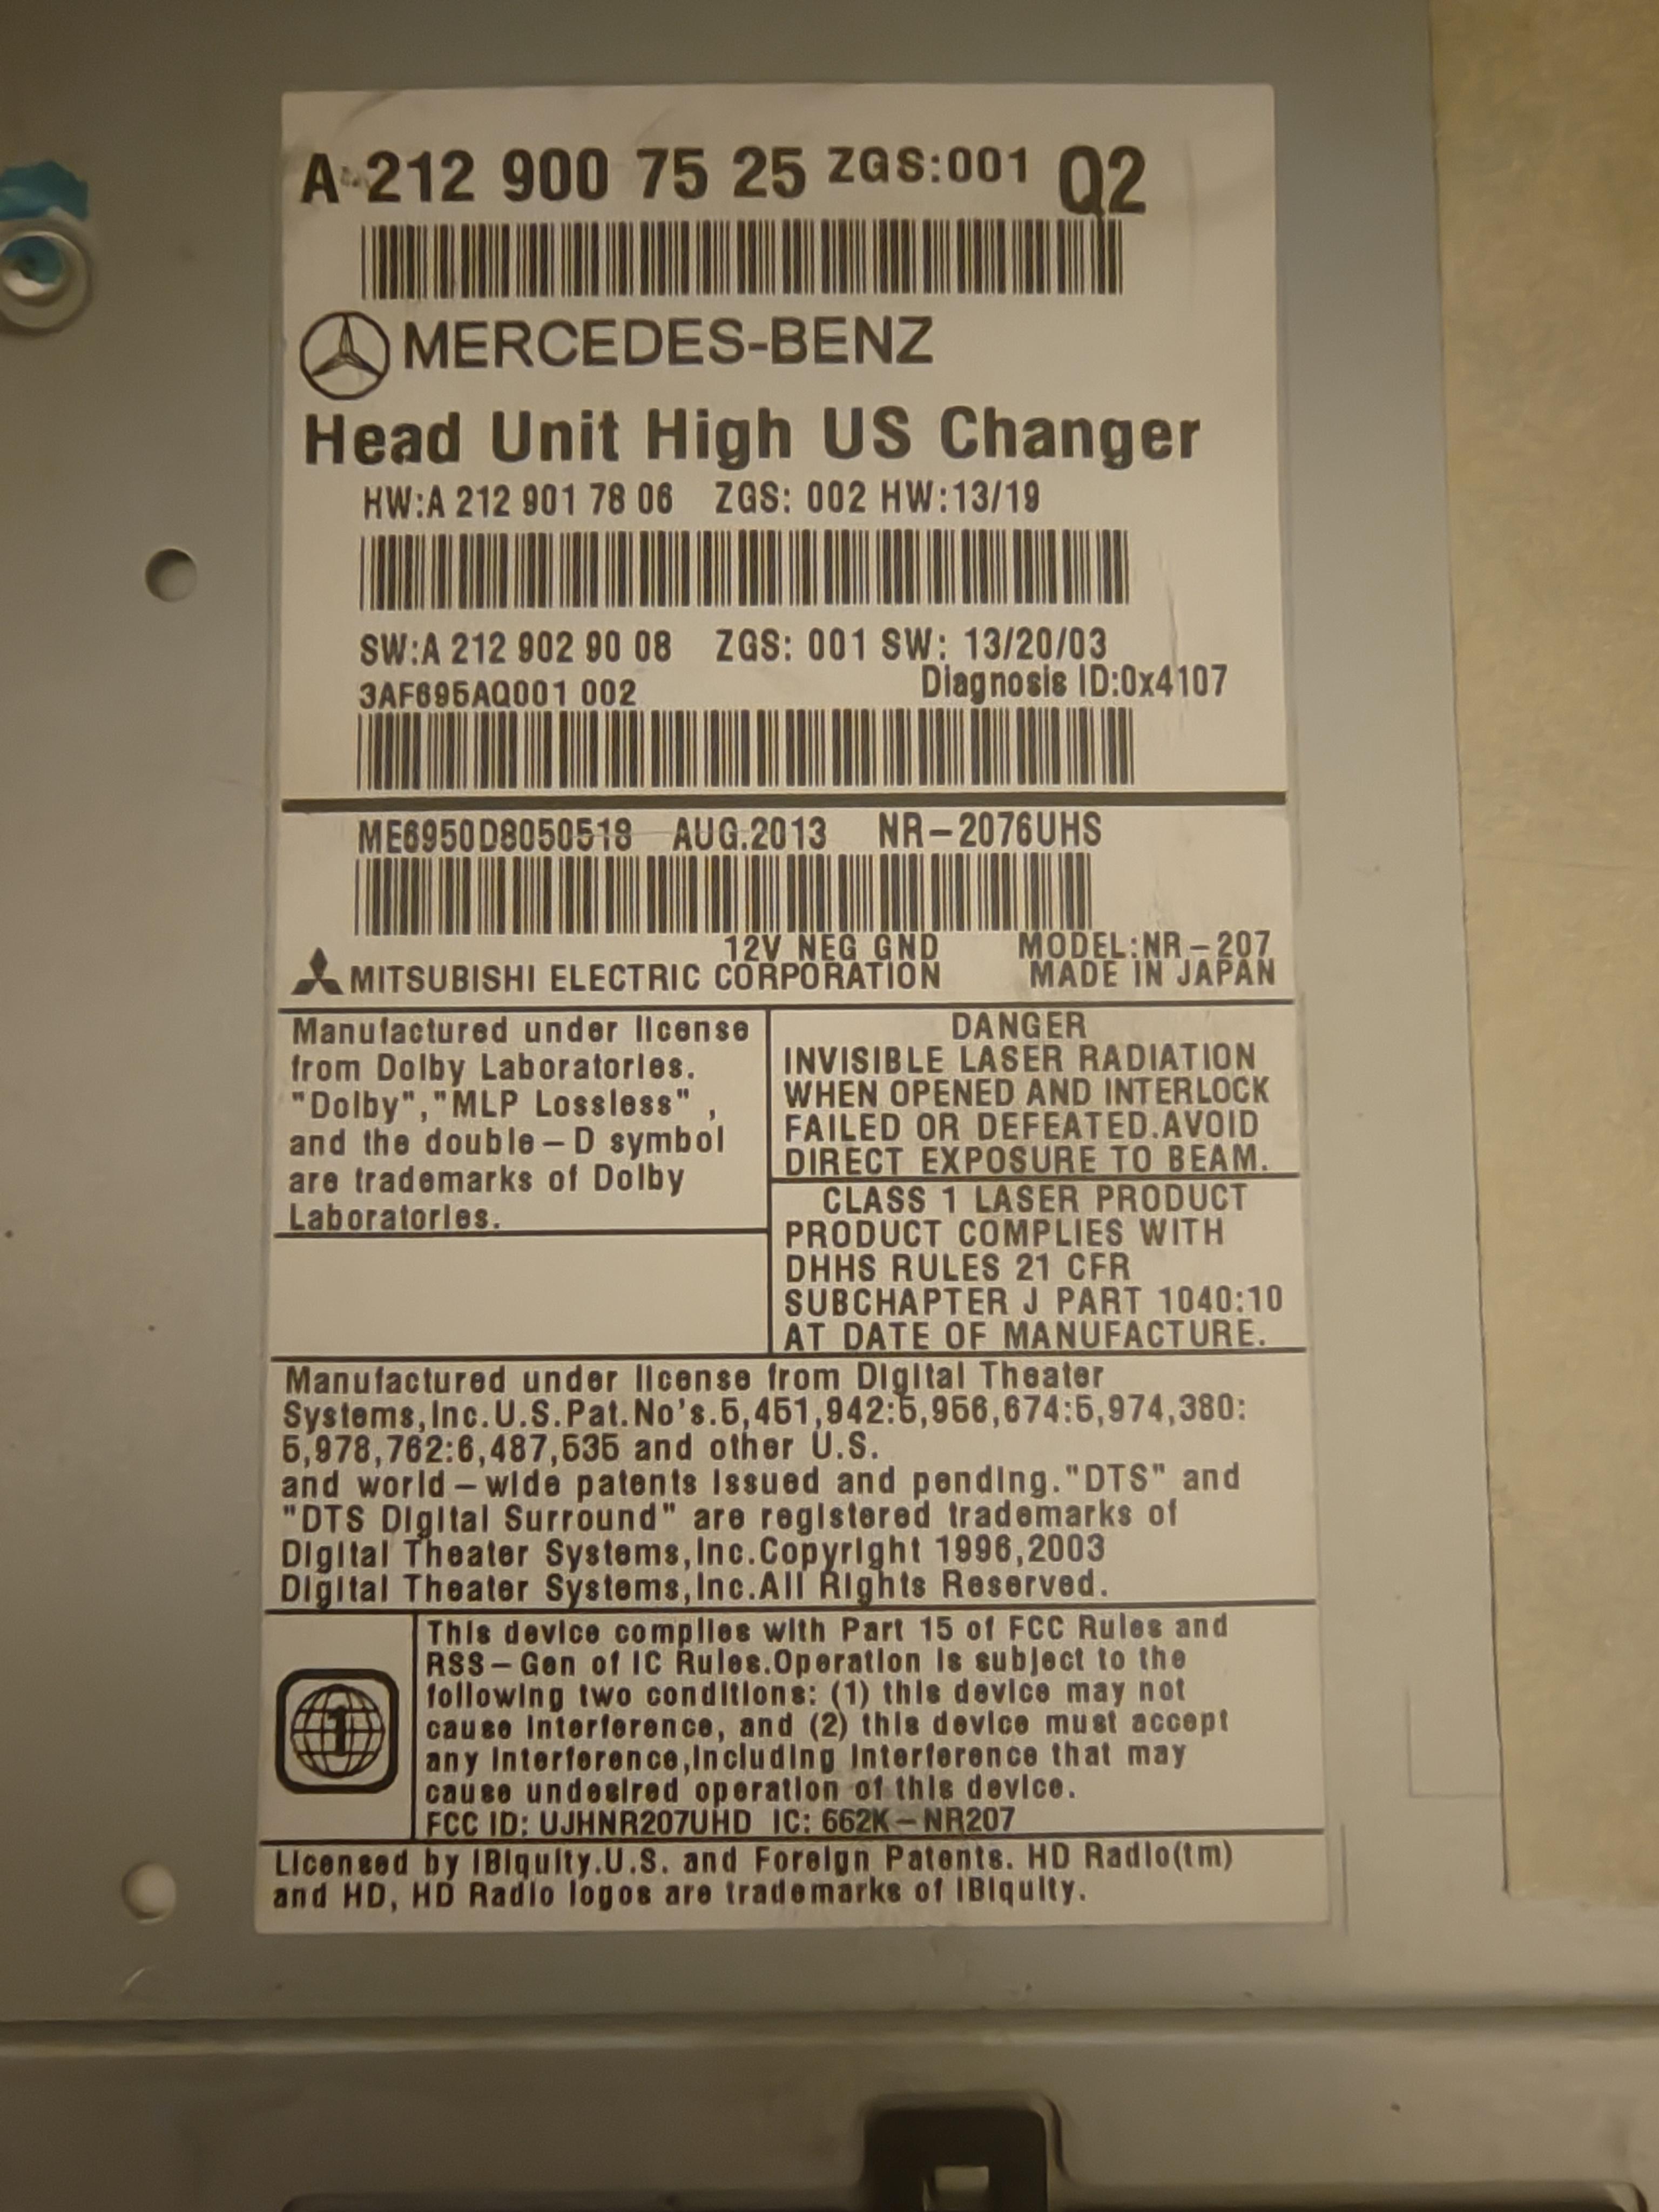 A 212 900 75 25 ZGS:001 Q2
MERCEDES-BENZ
Head Unit High US Changer
HW:A 212 901 78 06 ZGS: 002 HW:13/19
SW:A 212 902 90 08 ZGS: 001 SW: 13/20/03
3AF695AQ001 002 Diagnosis ID:0x4107
ME6950D8050518 AUG.2013 NR-2076UHS
12V NEG GND MODEL:NR-207
MITSUBISHI ELECTRIC CORPORATION MADE IN JAPAN
Manufactured under license
from Dolby Laboratories.
"Dolby","MLP Lossless" ,
and the double-D symbol
are trademarks of Dolby
Laboratories.
DANGER
INVISIBLE LASER RADIATION
WHEN OPENED AND INTERLOCK
FAILED OR DEFEATED.AVOID
DIRECT EXPOSURE TO BEAM.
CLASS 1 LASER PRODUCT
PRODUCT COMPLIES WITH
DHHS RULES 21 CFR
SUBCHAPTER J PART 1040:10
AT DATE OF MANUFACTURE.
Manufactured under license from Digital Theater
Systems,Inc.U.S.Pat.No's.5,451,942:5,956,674:5,974,380:
5,978,762:6,487,535 and other U.S.
and world-wide patents issued and pending."DTS" and
"DTS Digital Surround" are registered trademarks of
Digital Theater Systems,Inc.Copyright 1996,2003
Digital Theater Systems,Inc.All Rights Reserved.
1
This device complies with Part 15 of FCC Rules and
RSS-Gen of IC Rules.Operation is subject to the
following two conditions: (1) this device may not
cause interference, and (2) this device must accept
any interference,including interference that may
cause undesired operation of this device.
FCC ID: UJHNR207UHD IC: 662K-NR207
Licensed by iBiquity.U.S. and Foreign Patents. HD Radio(tm)
and HD, HD Radio logos are trademarks of iBiquity.